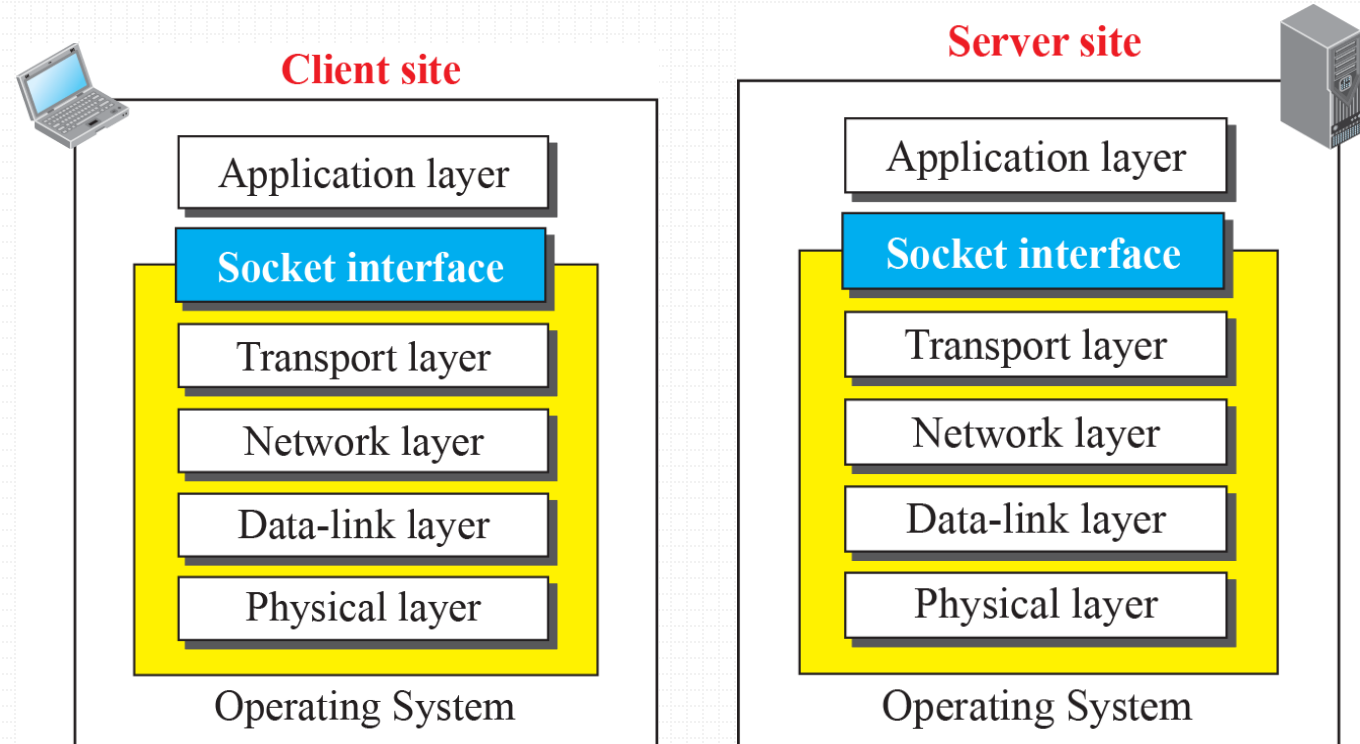 Client site
Application layer
Socket interface
Transport layer
Network layer
Data-link layer
Physical layer
Operating System
Server site
Application layer
Socket interface
Transport layer
Network layer
Data-link layer
Physical layer
Operating System